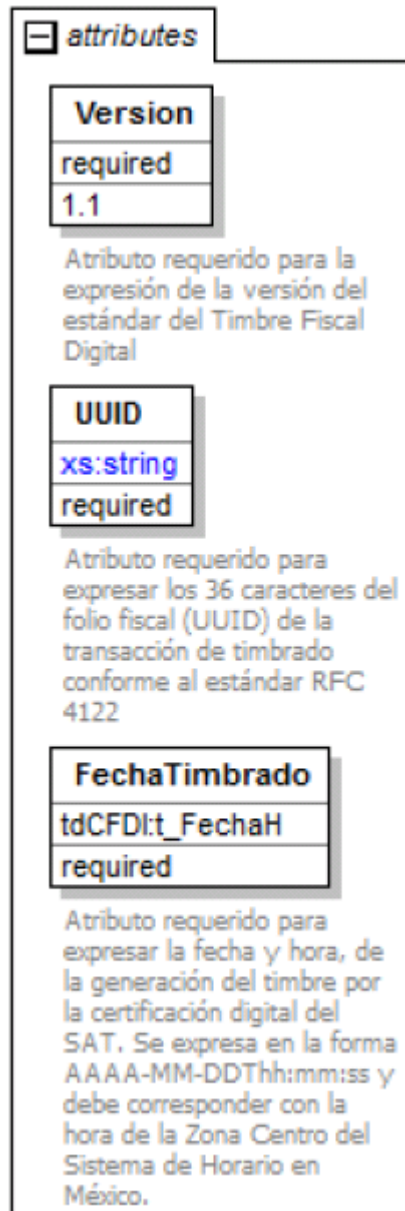 attributes
Version
required
1.1
Atributo requerido para la
expresión de la versión del
estándar del Timbre Fiscal
Digital
UUID
xs:string
required
Atributo requerido para
expresar los 36 caracteres del
folio fiscal (UUID) de la
transacción de timbrado
conforme al estándar RFC
4122
FechaTimbrado
tdCFDI:t_FechaH
required
Atributo requerido para
expresar la fecha y hora, de
la generación del timbre por
la certificación digital del
SAT. Se expresa en la forma
AAAA-MM-DDThh:mm:ss y
debe corresponder con la
hora de la Zona Centro del
Sistema de Horario en
México.